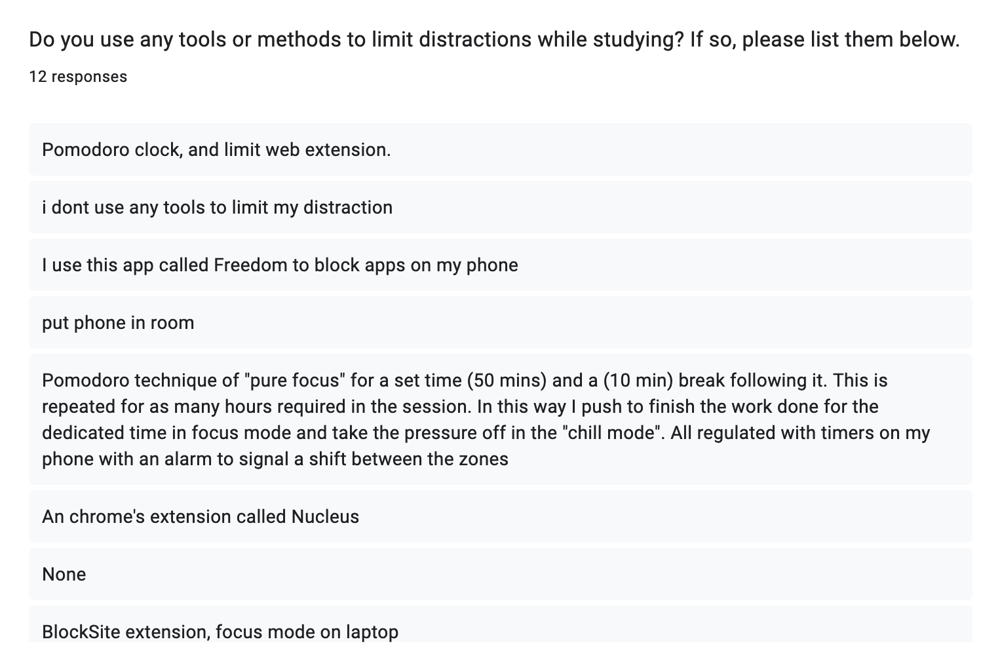 Do you use any tools or methods to limit distractions while studying? If so, please list them below.
12 responses
Pomodoro clock, and limit web extension.
i dont use any tools to limit my distraction
I use this app called Freedom to block apps on my phone
put phone in room
Pomodoro technique of "pure focus" for a set time (50 mins) and a (10 min) break following it. This is
repeated for as many hours required in the session. In this way I push to finish the work done for the
dedicated time in focus mode and take the pressure off in the "chill mode". All regulated with timers on my
phone with an alarm to signal a shift between the zones
An chrome's extension called Nucleus
None
BlockSite extension, focus mode on laptop